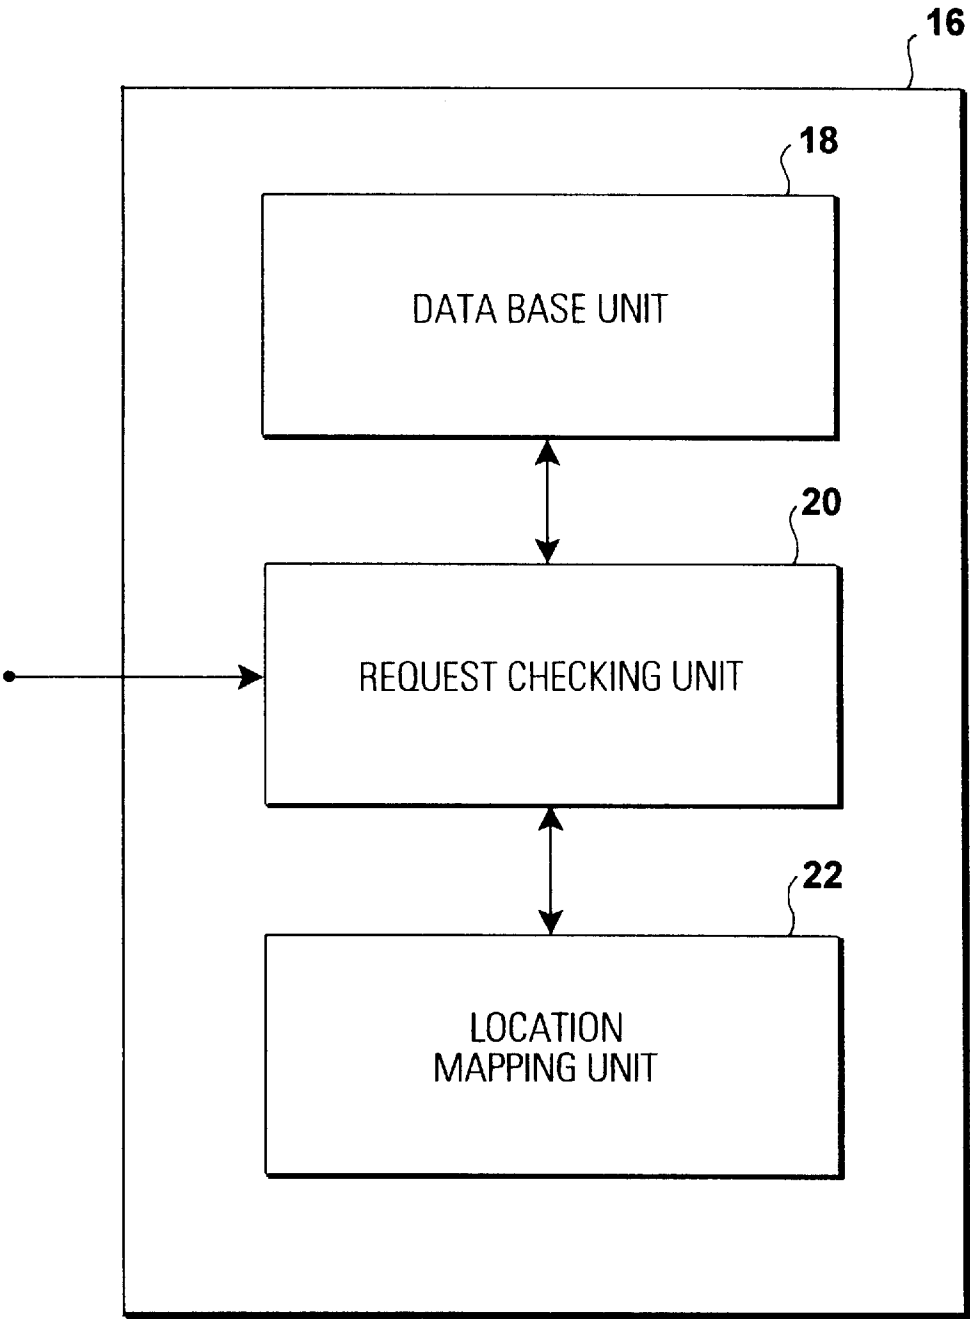 16
18
DATA BASE UNIT
20
REQUEST CHECKING UNIT
22
LOCATION
MAPPING UNIT